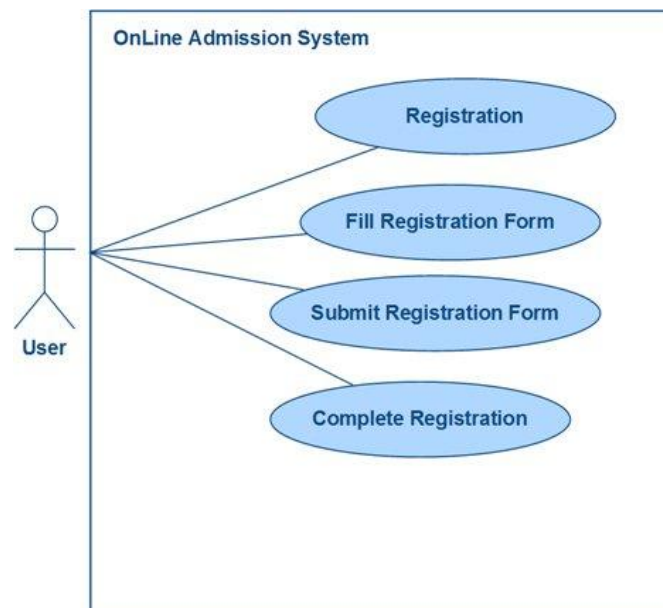 OnLine Admission System
Registration
Fill Registration Form
Submit Registration Form
User
Complete Registration